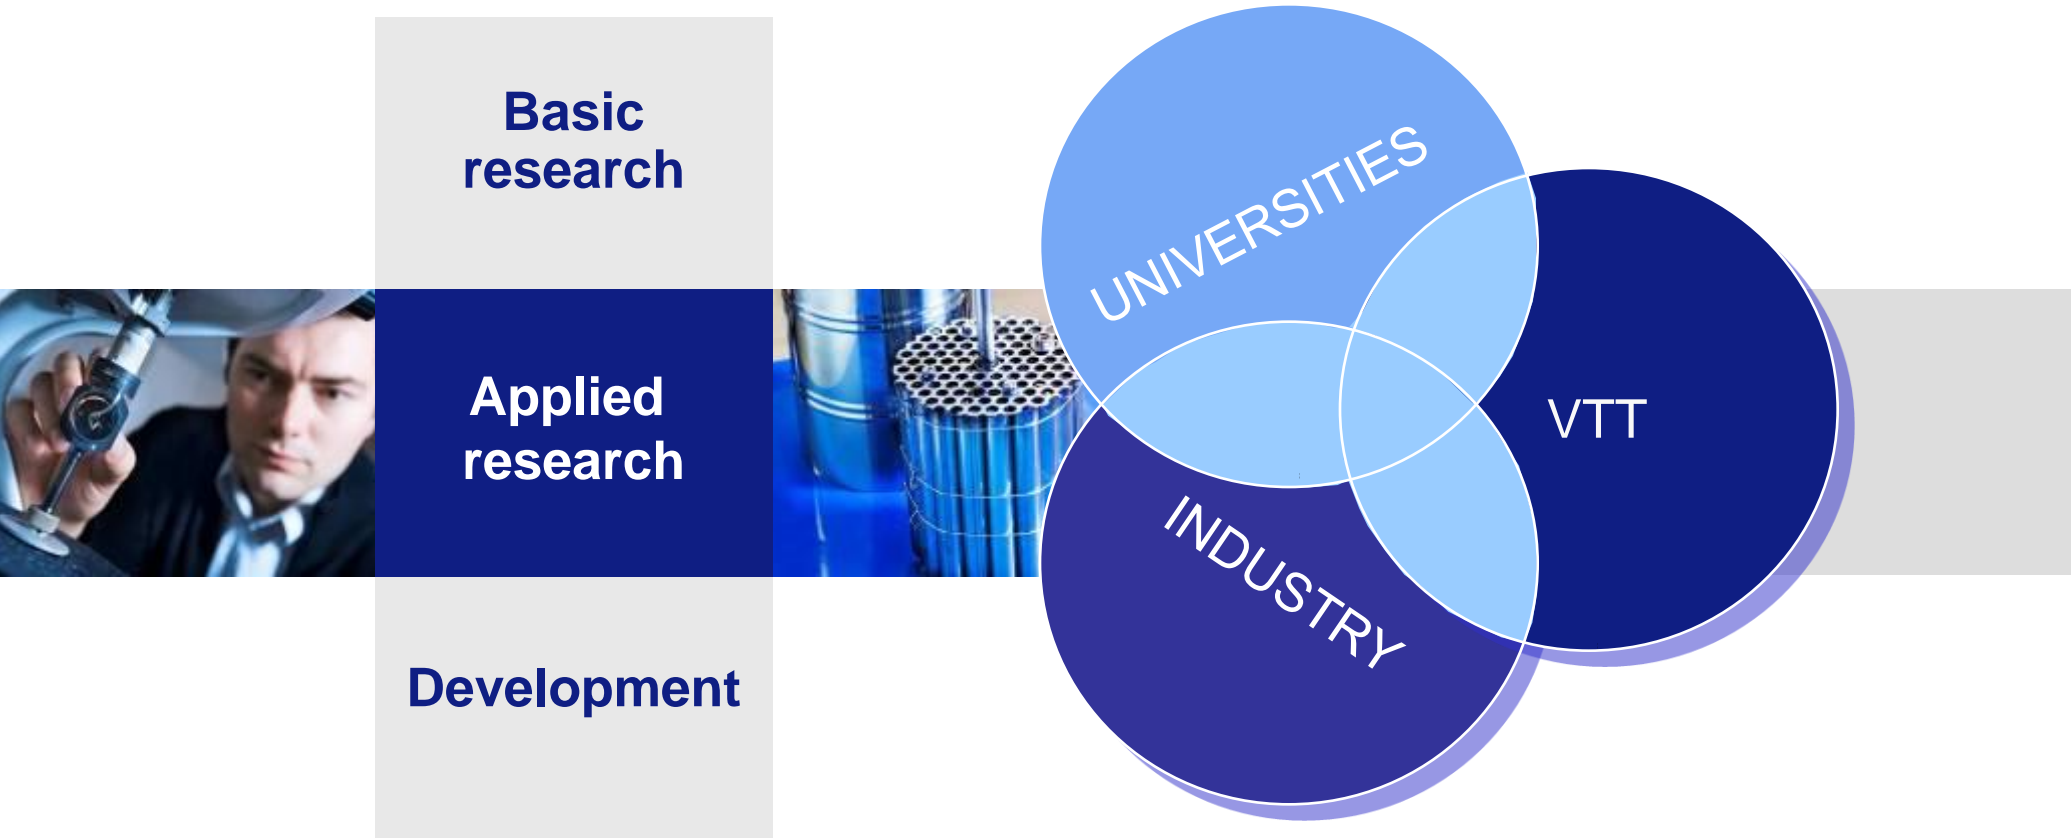 Basic
research
Applied
research
Development
UNIVERSITIES
VTT
INDUSTRY